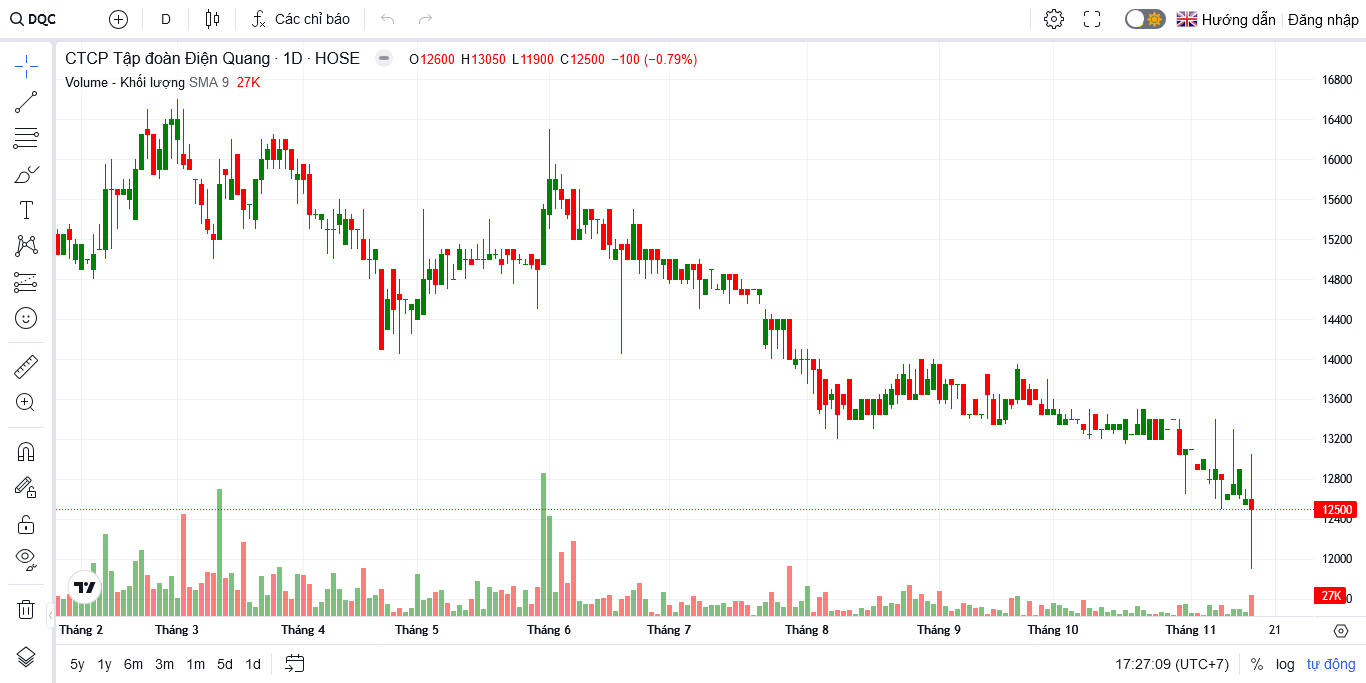 DQC
D
Các chỉ báo
Hướng dẫn
Đăng nhập
CTCP Tập đoàn Điện Quang · 1D · HOSE O12600 H13050 L11900 C12500 −100 (−0.79%)
Volume - Khối lượng SMA 9 27K
16800
16400
16000
15600
15200
14800
14400
14000
13600
13200
12800
12500
12400
12000
27K
Tháng 2 Tháng 3 Tháng 4 Tháng 5 Tháng 6 Tháng 7 Tháng 8 Tháng 9 Tháng 10 Tháng 11 21
5y 1y 6m 3m 1m 5d 1d
17:27:09 (UTC+7) % log tự động